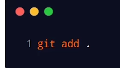 1 git add .